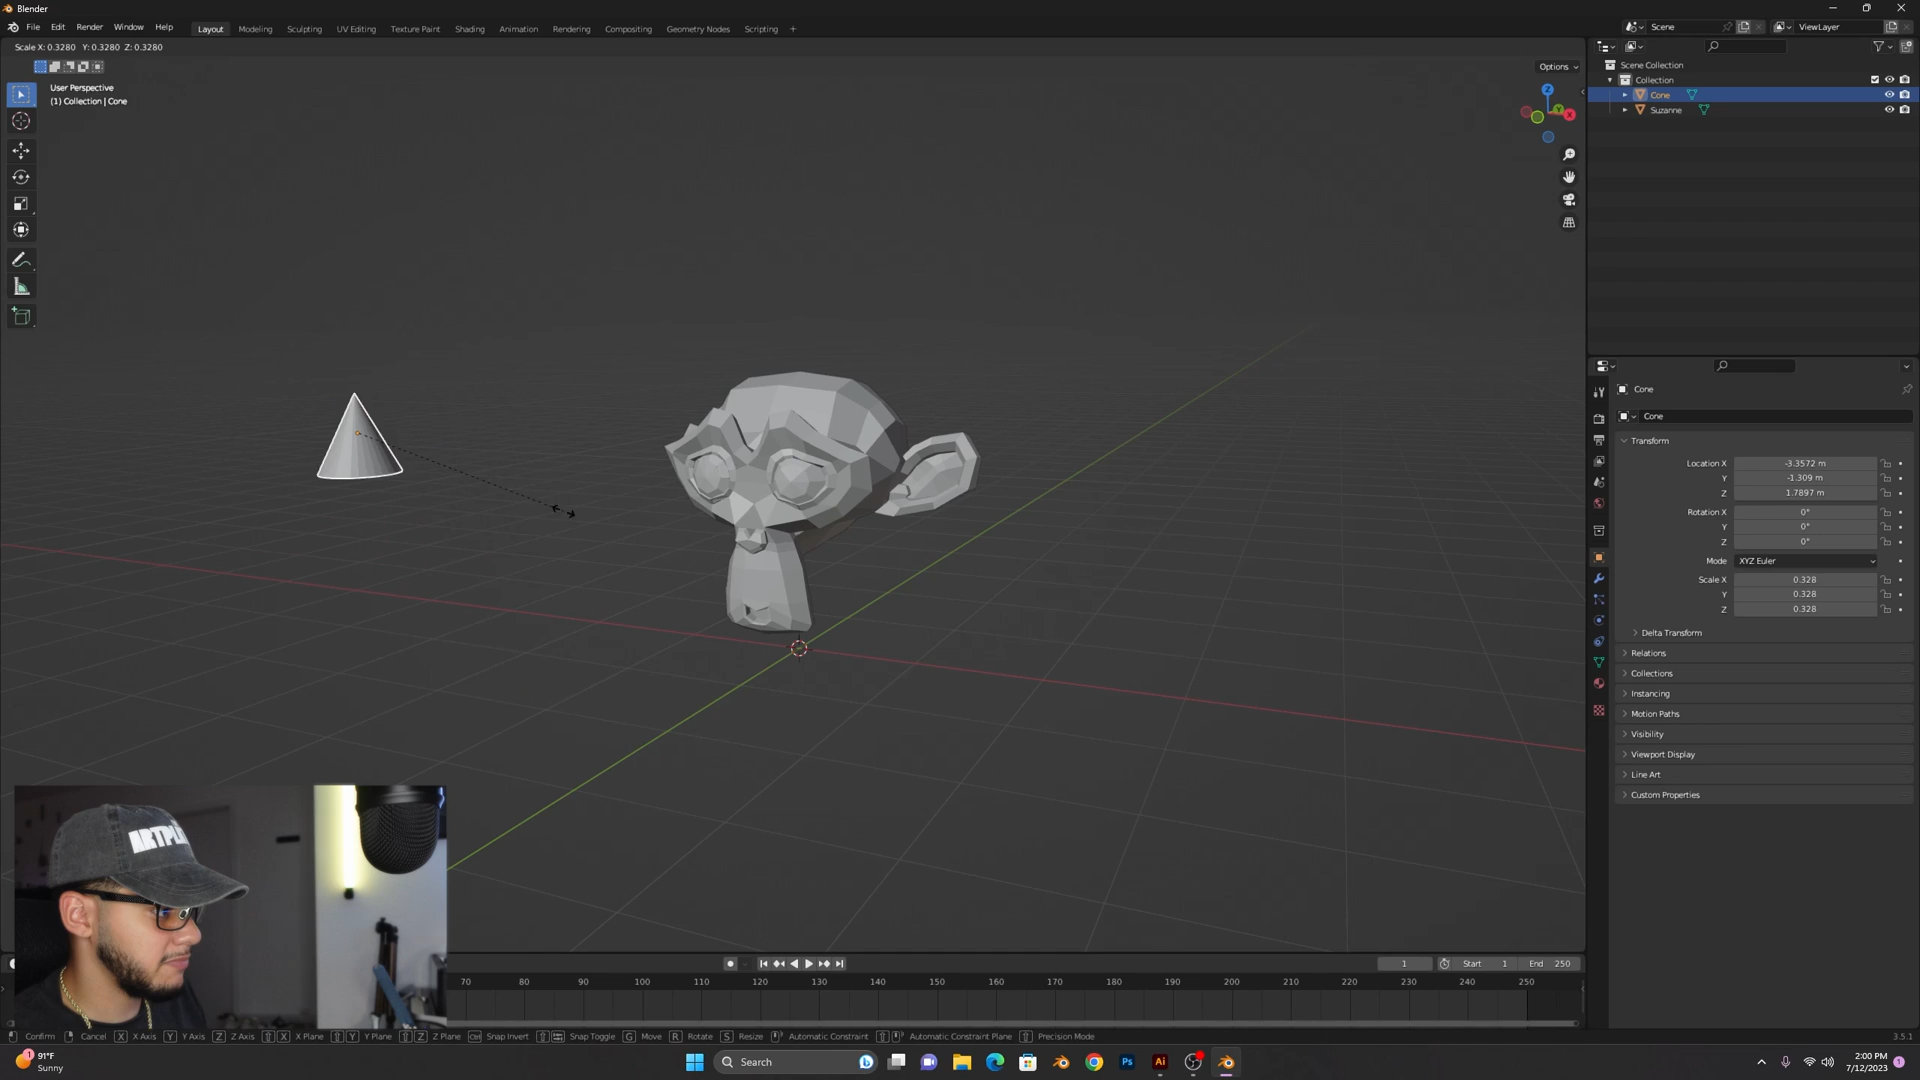 Blender
File Edit Render Window Help
Layout Modeling Sculpting UV Editing Texture Paint Shading Animation Rendering Compositing Geometry Nodes Scripting +
Scene
ViewLayer
Scale X: 0.3280 Y: 0.3280 Z: 0.3280
Options
User Perspective
(1) Collection | Cone
Z
Y
X
Scene Collection
Collection
Cone
Suzanne
Cone
Cone
Transform
Location X -3.3572 m
Y -1.309 m
Z 1.7897 m
Rotation X 0°
Y 0°
Z 0°
Mode XYZ Euler
Scale X 0.328
Y 0.328
Z 0.328
Delta Transform
Relations
Collections
Instancing
Motion Paths
Visibility
Viewport Display
Line Art
Custom Properties
1 Start 1 End 250
70 80 90 100 110 120 130 140 150 160 170 180 190 200 210 220 230 240 250
Confirm Cancel X X Axis Y Y Axis Z Z Axis X X Plane Y Y Plane Z Z Plane Snap Invert Snap Toggle G Move R Rotate S Resize Automatic Constraint Automatic Constraint Plane Precision Mode
3.5.1
1
91°F
Sunny
Search
Ps
Ai
2:00 PM
7/12/2023
1